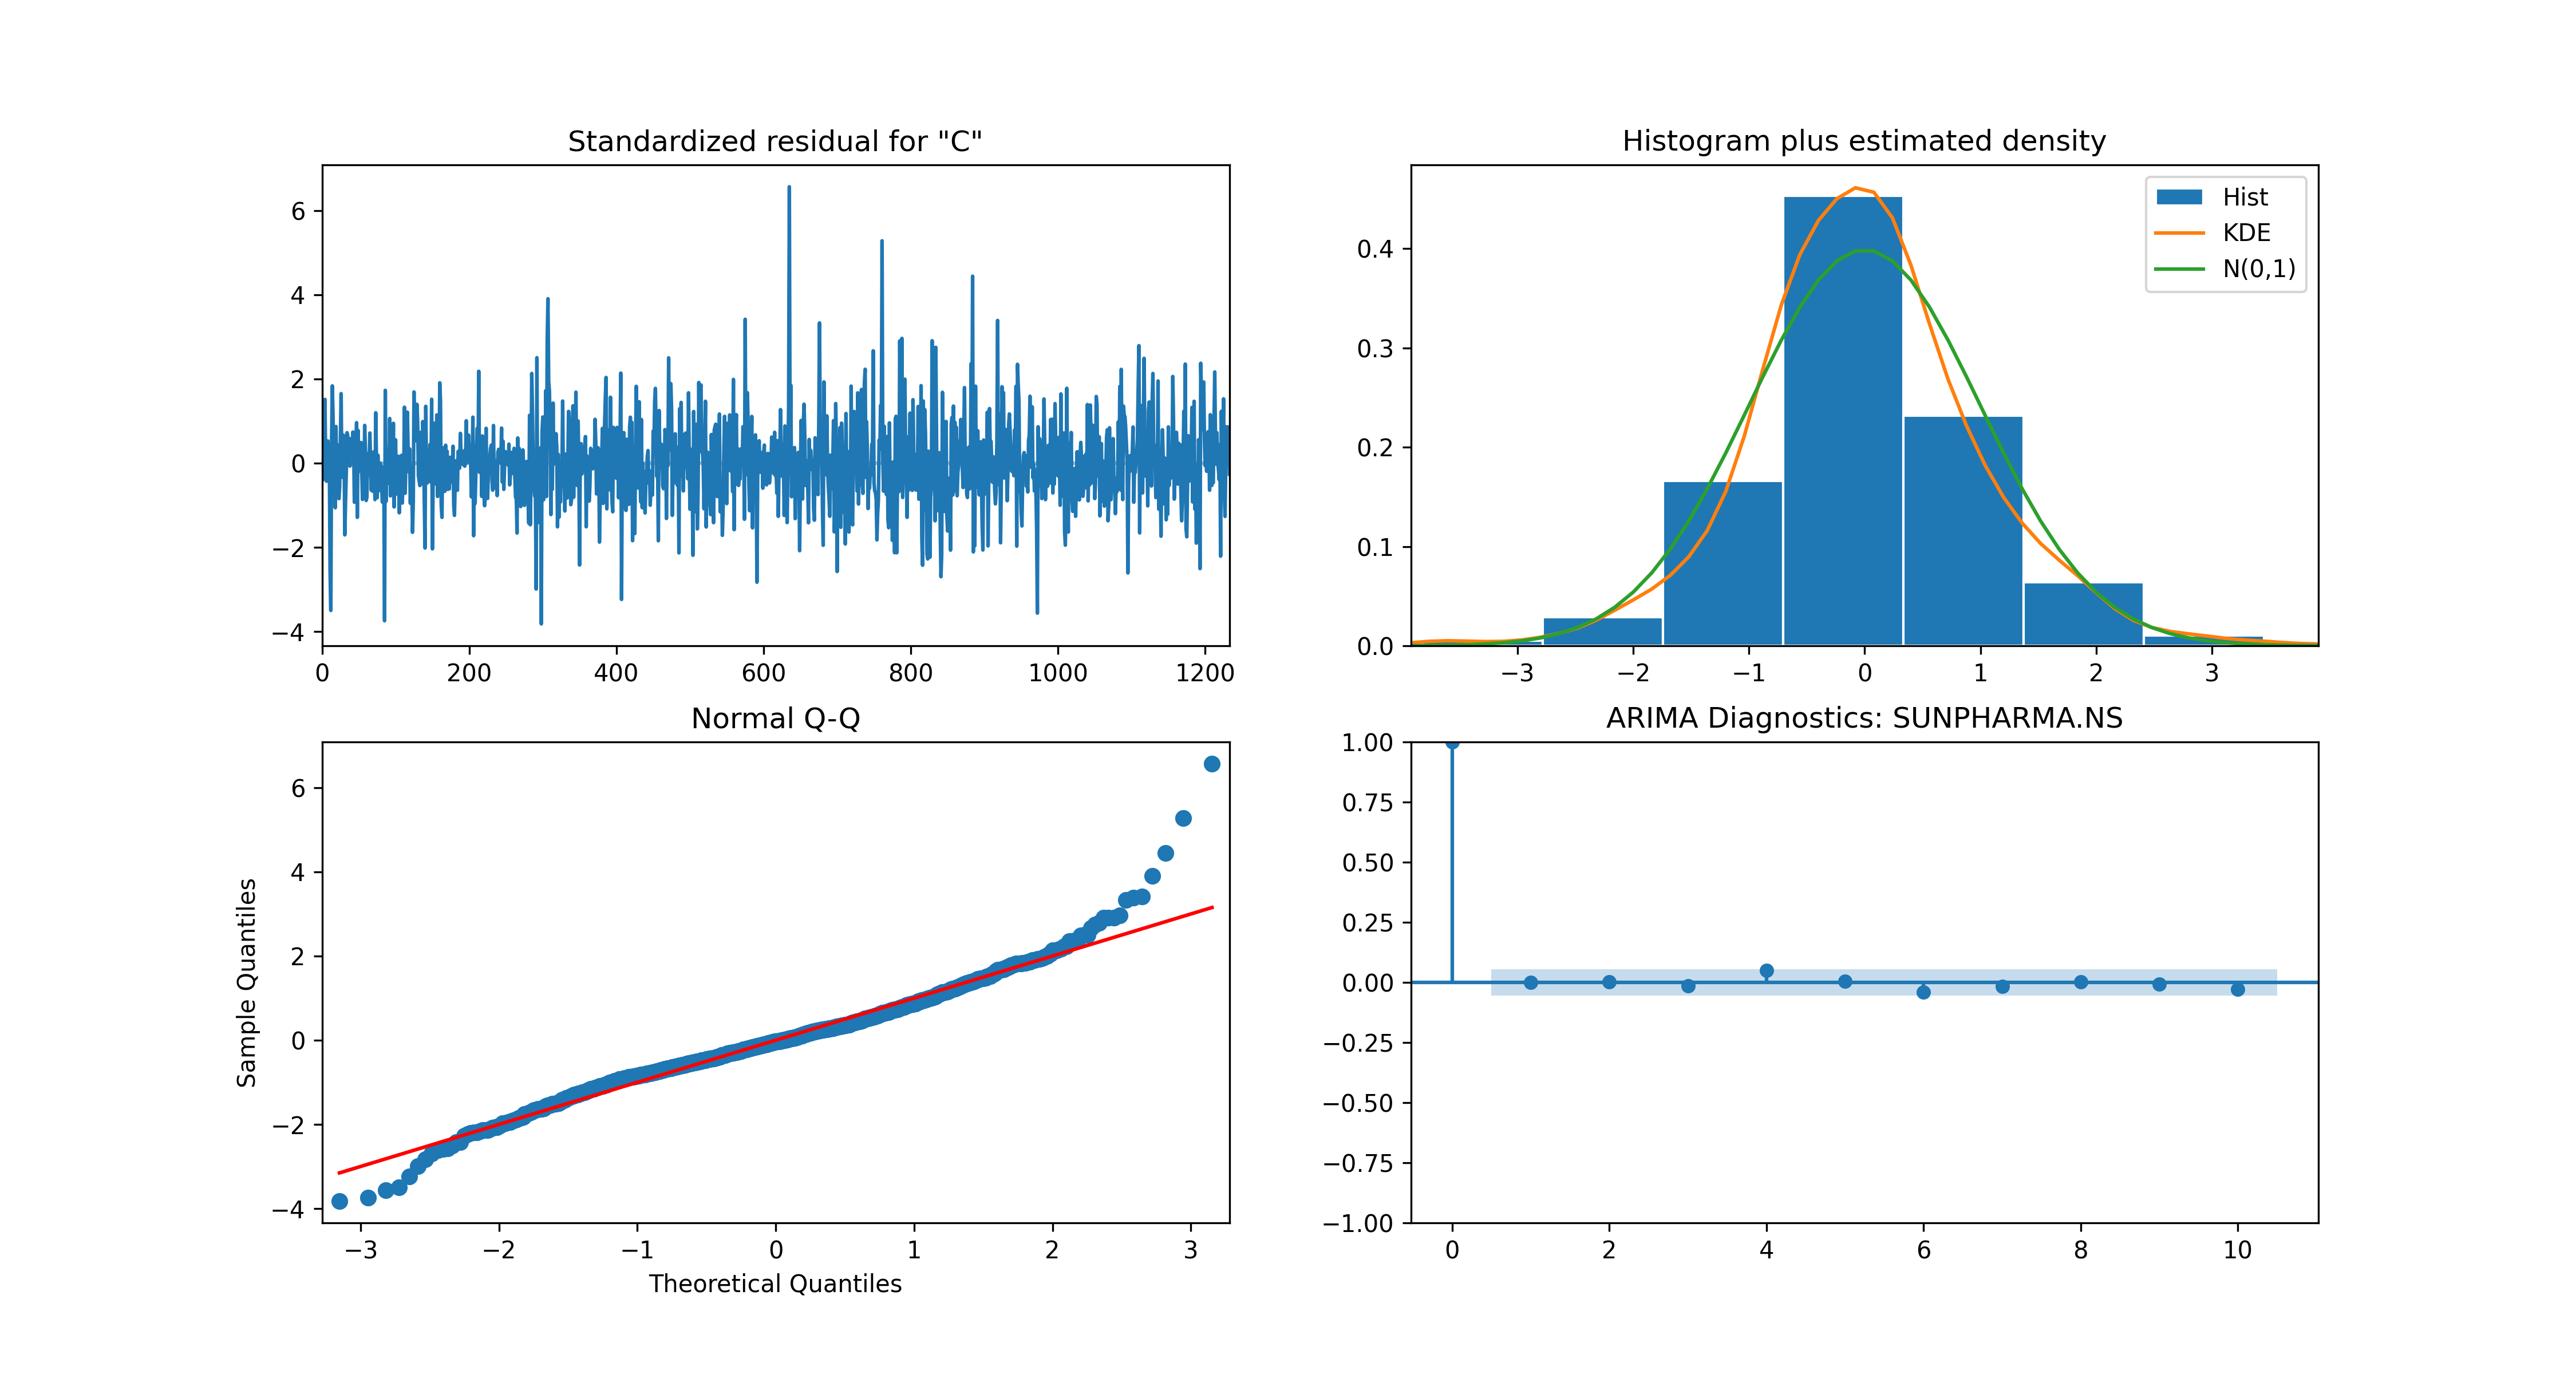 Standardized residual for "C"
6
4
2
0
−2
−4
0 200 400 600 800 1000 1200
Histogram plus estimated density
Hist
KDE
N(0,1)
0.4
0.3
0.2
0.1
0.0
−3 −2 −1 0 1 2 3
Normal Q-Q
Sample Quantiles
6
4
2
0
−2
−4
−3 −2 −1 0 1 2 3
Theoretical Quantiles
ARIMA Diagnostics: SUNPHARMA.NS
1.00
0.75
0.50
0.25
0.00
−0.25
−0.50
−0.75
−1.00
0 2 4 6 8 10